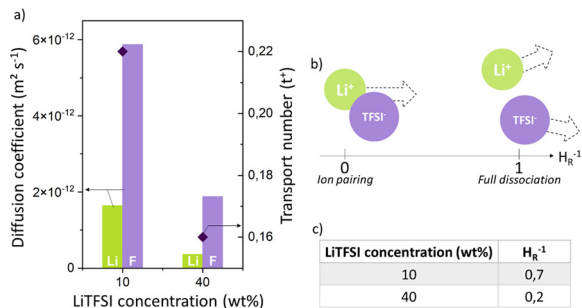 a)
Diffusion coefficient (m² s⁻¹)
6×10⁻¹²
4×10⁻¹²
2×10⁻¹²
0
Li F
Li F
10 40
LiTFSI concentration (wt%)
0,22
0,20
0,18
0,16
Transport number (t⁺)
b)
Li⁺
TFSI⁻
Li⁺
TFSI⁻
0 1 H_R⁻¹
Ion pairing Full dissociation
c)
LiTFSI concentration (wt%) H_R⁻¹
10 0,7
40 0,2